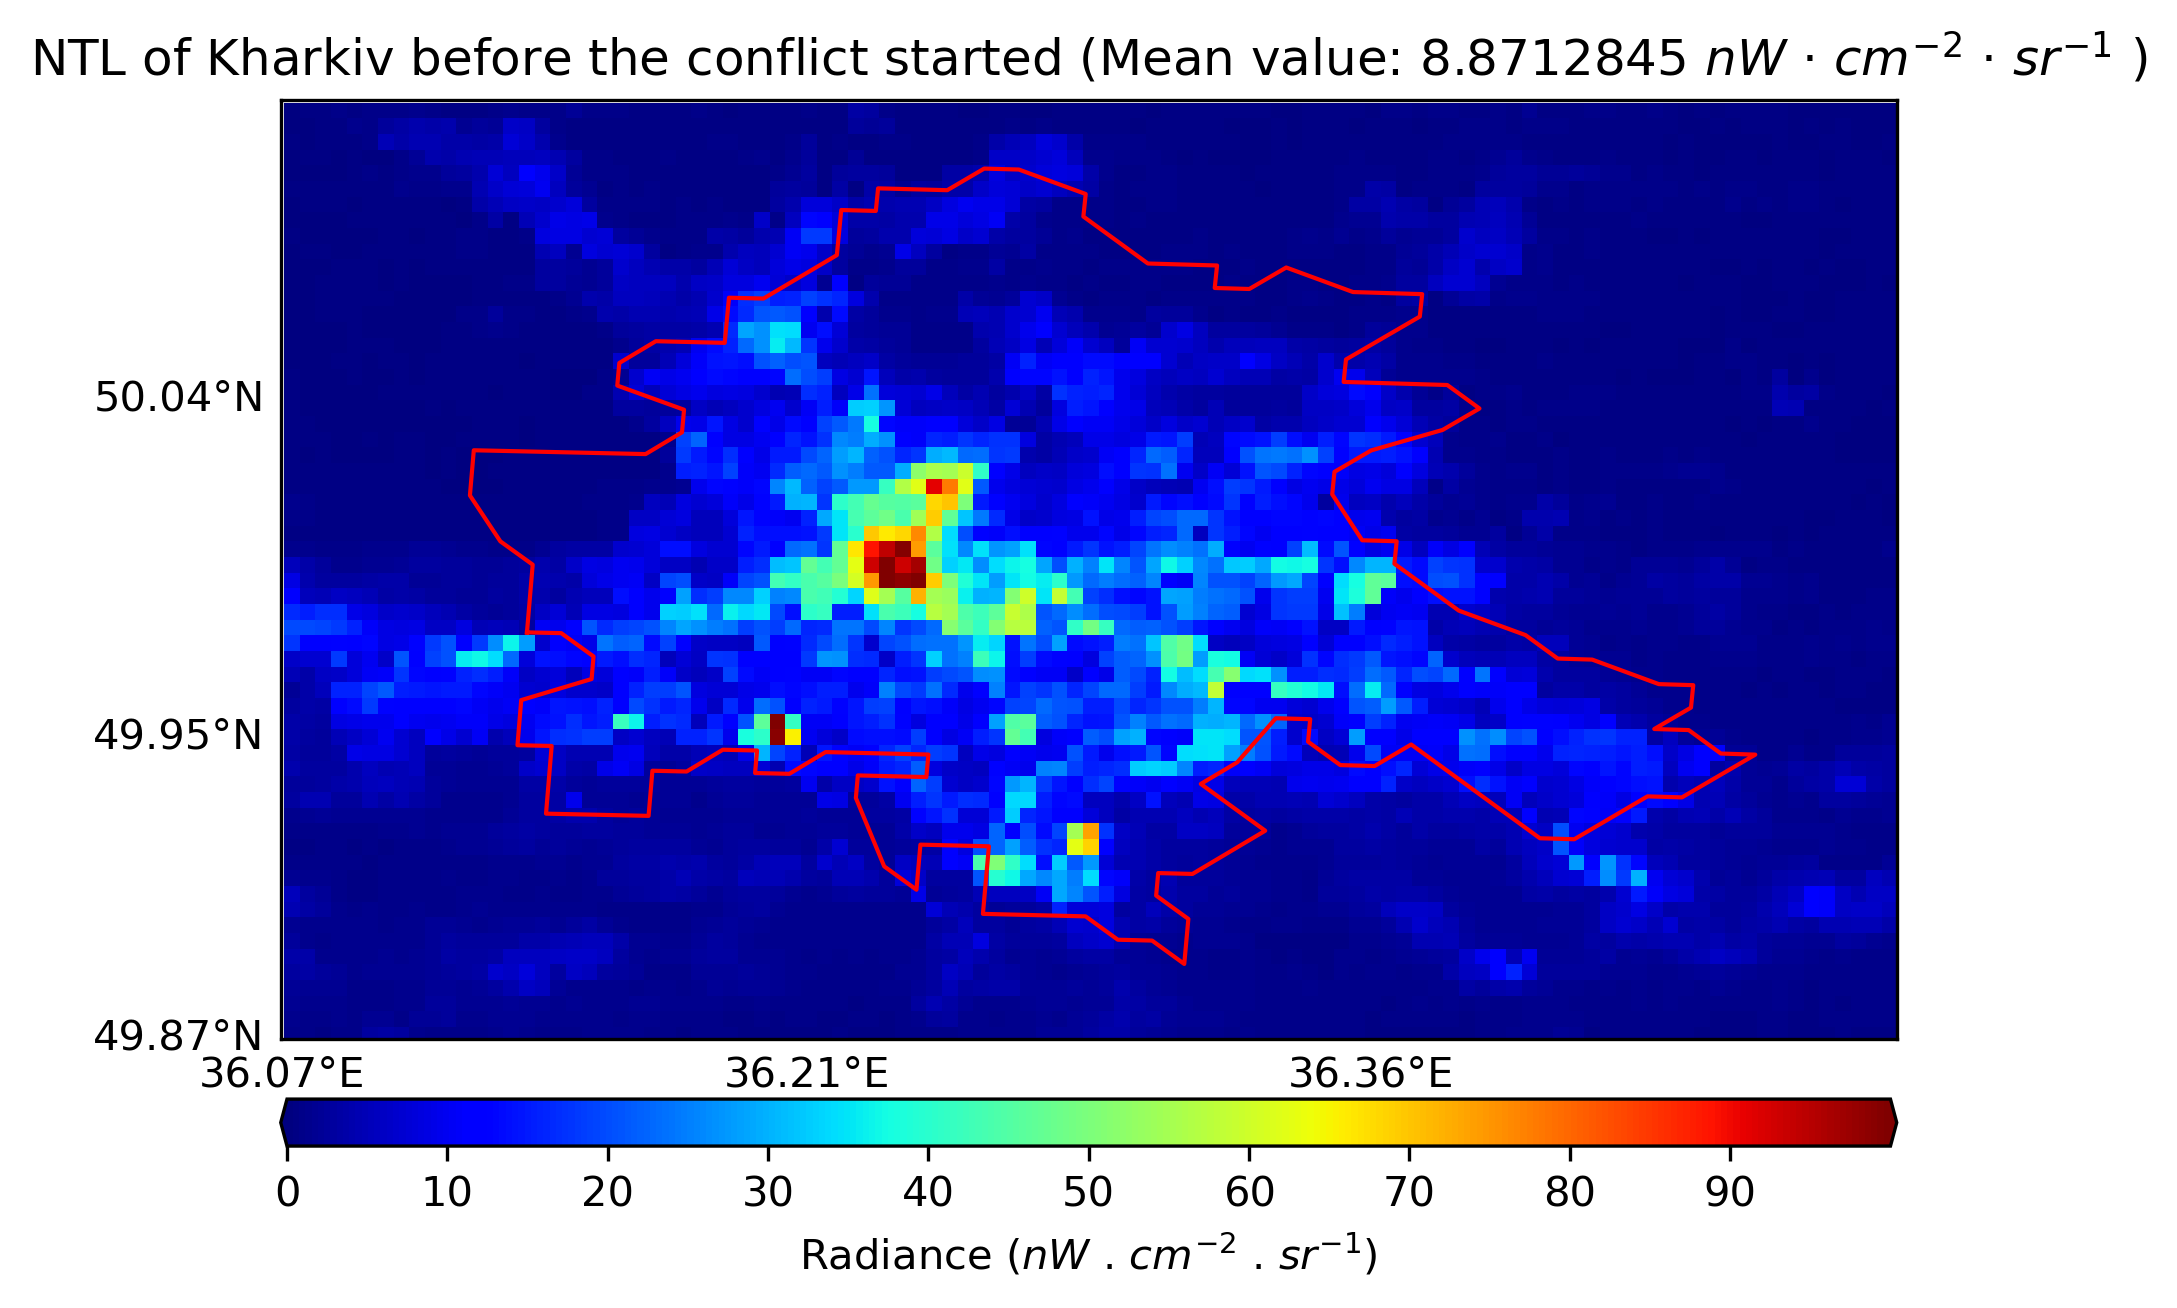 NTL of Kharkiv before the conflict started (Mean value: 8.8712845 nW · cm⁻² · sr⁻¹ )
50.04°N
49.95°N
49.87°N
36.07°E 36.21°E 36.36°E
0 10 20 30 40 50 60 70 80 90
Radiance (nW . cm⁻² . sr⁻¹)